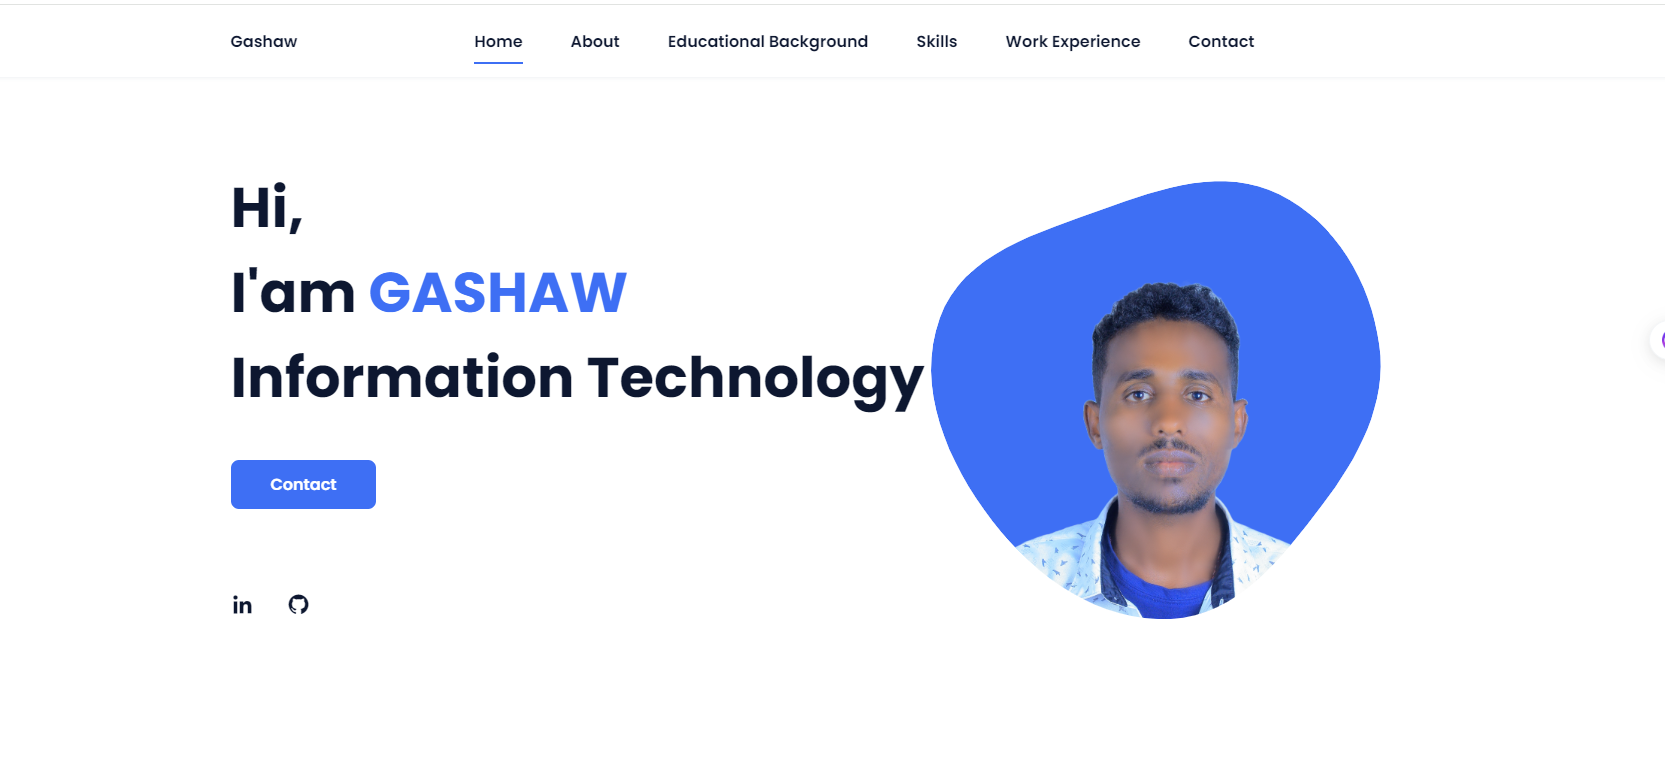 Gashaw Home About Educational Background Skills Work Experience Contact
Hi,
I'am GASHAW
Information Technology
Contact
in